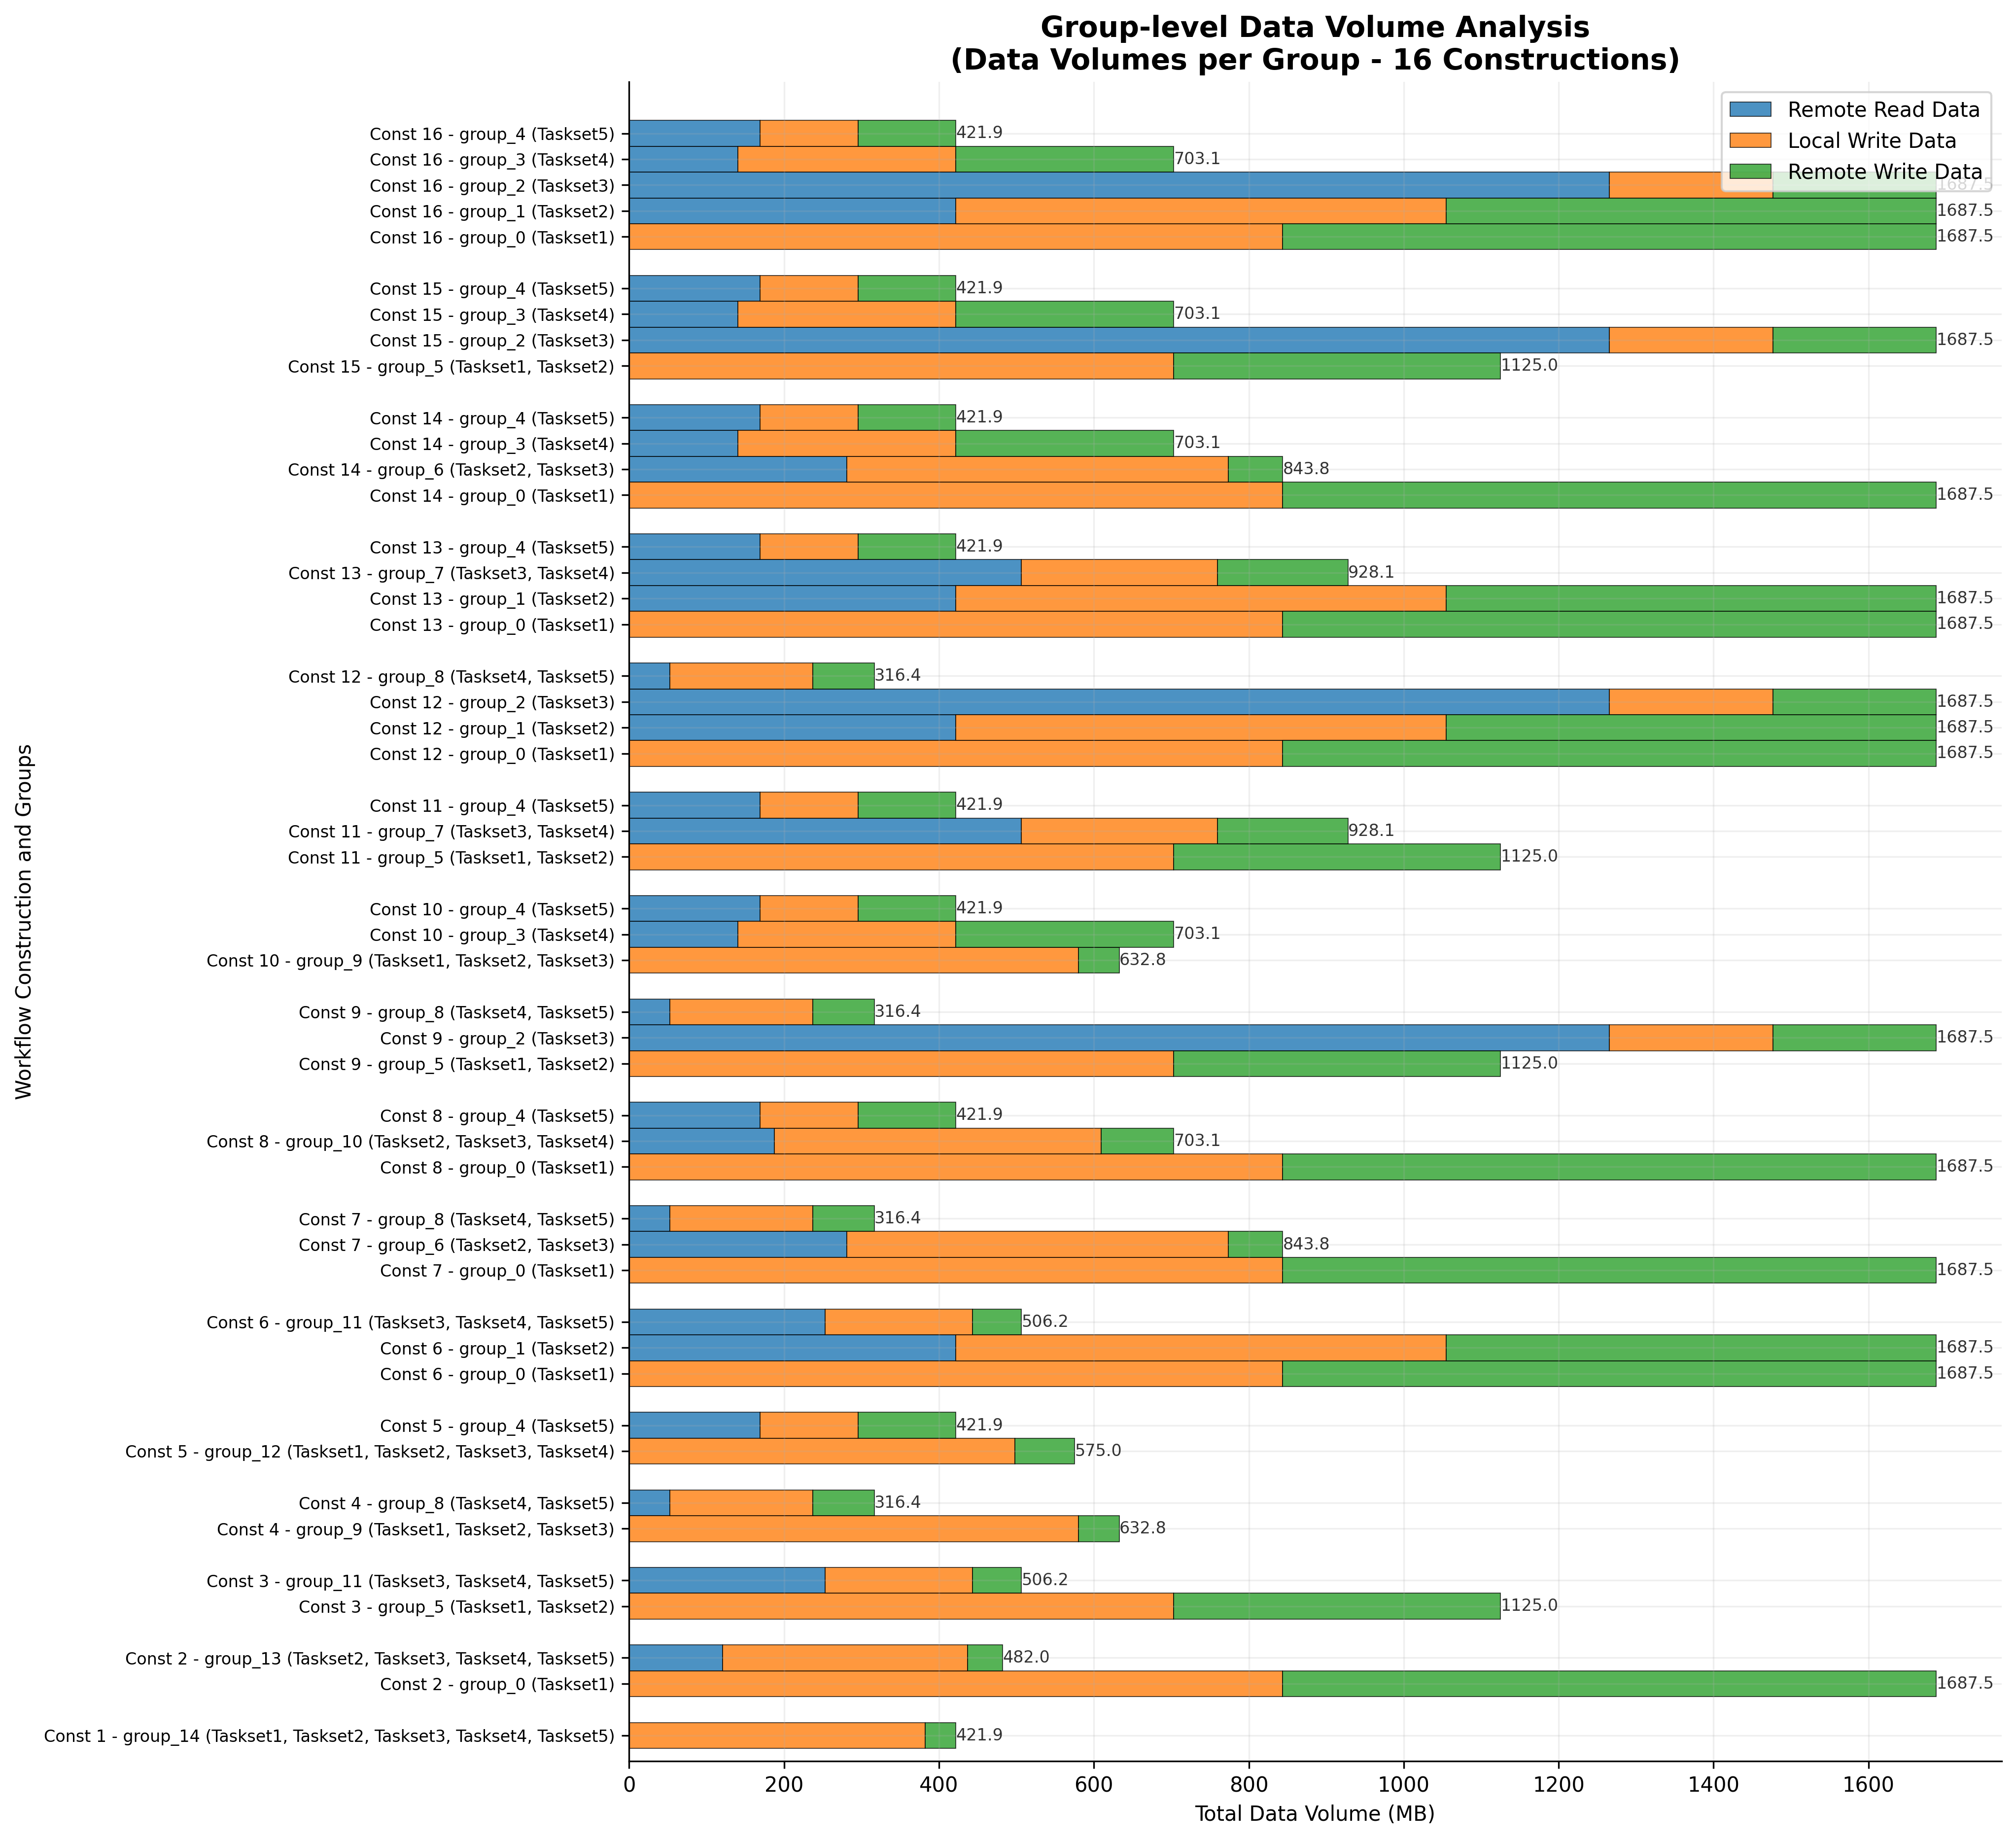 Group-level Data Volume Analysis
(Data Volumes per Group - 16 Constructions)
Remote Read Data
Local Write Data
Remote Write Data
Workflow Construction and Groups
Const 16 - group_4 (Taskset5) 421.9
Const 16 - group_3 (Taskset4) 703.1
Const 16 - group_2 (Taskset3) 1687.5
Const 16 - group_1 (Taskset2) 1687.5
Const 16 - group_0 (Taskset1) 1687.5
Const 15 - group_4 (Taskset5) 421.9
Const 15 - group_3 (Taskset4) 703.1
Const 15 - group_2 (Taskset3) 1687.5
Const 15 - group_5 (Taskset1, Taskset2) 1125.0
Const 14 - group_4 (Taskset5) 421.9
Const 14 - group_3 (Taskset4) 703.1
Const 14 - group_6 (Taskset2, Taskset3) 843.8
Const 14 - group_0 (Taskset1) 1687.5
Const 13 - group_4 (Taskset5) 421.9
Const 13 - group_7 (Taskset3, Taskset4) 928.1
Const 13 - group_1 (Taskset2) 1687.5
Const 13 - group_0 (Taskset1) 1687.5
Const 12 - group_8 (Taskset4, Taskset5) 316.4
Const 12 - group_2 (Taskset3) 1687.5
Const 12 - group_1 (Taskset2) 1687.5
Const 12 - group_0 (Taskset1) 1687.5
Const 11 - group_4 (Taskset5) 421.9
Const 11 - group_7 (Taskset3, Taskset4) 928.1
Const 11 - group_5 (Taskset1, Taskset2) 1125.0
Const 10 - group_4 (Taskset5) 421.9
Const 10 - group_3 (Taskset4) 703.1
Const 10 - group_9 (Taskset1, Taskset2, Taskset3) 632.8
Const 9 - group_8 (Taskset4, Taskset5) 316.4
Const 9 - group_2 (Taskset3) 1687.5
Const 9 - group_5 (Taskset1, Taskset2) 1125.0
Const 8 - group_4 (Taskset5) 421.9
Const 8 - group_10 (Taskset2, Taskset3, Taskset4) 703.1
Const 8 - group_0 (Taskset1) 1687.5
Const 7 - group_8 (Taskset4, Taskset5) 316.4
Const 7 - group_6 (Taskset2, Taskset3) 843.8
Const 7 - group_0 (Taskset1) 1687.5
Const 6 - group_11 (Taskset3, Taskset4, Taskset5) 506.2
Const 6 - group_1 (Taskset2) 1687.5
Const 6 - group_0 (Taskset1) 1687.5
Const 5 - group_4 (Taskset5) 421.9
Const 5 - group_12 (Taskset1, Taskset2, Taskset3, Taskset4) 575.0
Const 4 - group_8 (Taskset4, Taskset5) 316.4
Const 4 - group_9 (Taskset1, Taskset2, Taskset3) 632.8
Const 3 - group_11 (Taskset3, Taskset4, Taskset5) 506.2
Const 3 - group_5 (Taskset1, Taskset2) 1125.0
Const 2 - group_13 (Taskset2, Taskset3, Taskset4, Taskset5) 482.0
Const 2 - group_0 (Taskset1) 1687.5
Const 1 - group_14 (Taskset1, Taskset2, Taskset3, Taskset4, Taskset5) 421.9
0 200 400 600 800 1000 1200 1400 1600
Total Data Volume (MB)